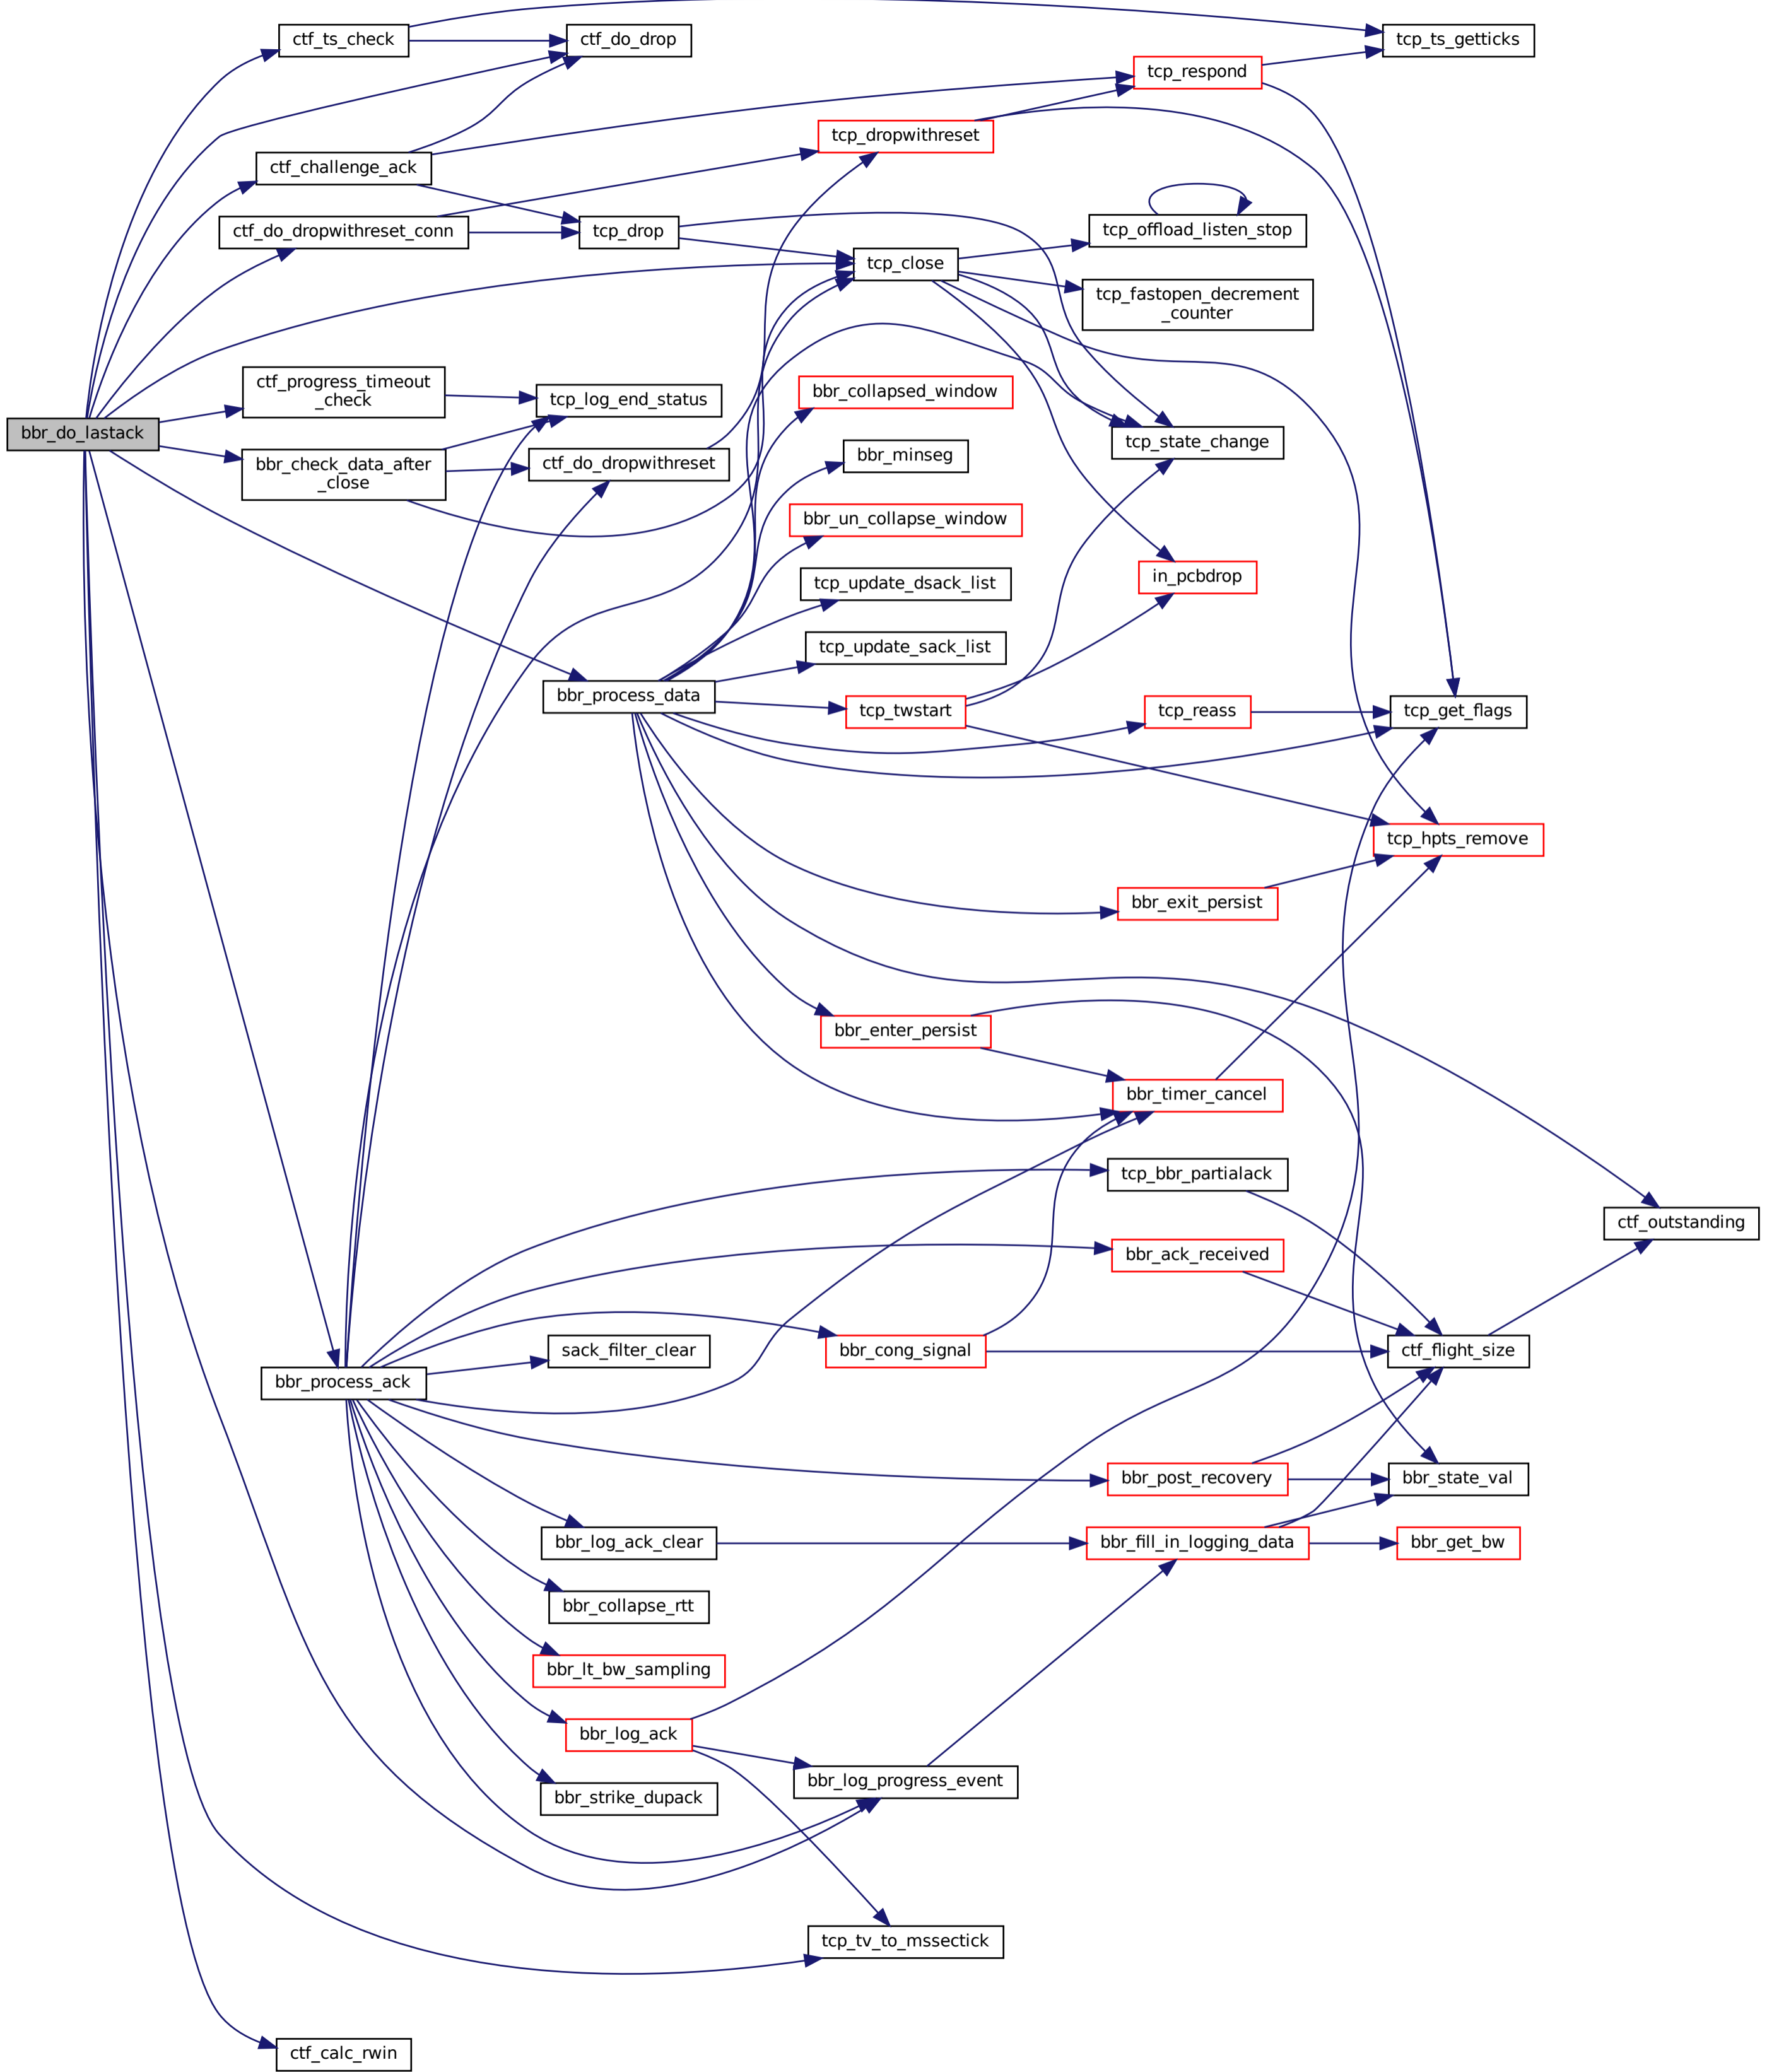 ctf_ts_check
ctf_do_drop
tcp_ts_getticks
tcp_respond
tcp_dropwithreset
ctf_challenge_ack
ctf_do_dropwithreset_conn
tcp_drop
tcp_offload_listen_stop
tcp_close
tcp_fastopen_decrement
_counter
ctf_progress_timeout
_check
tcp_log_end_status
bbr_collapsed_window
bbr_do_lastack
tcp_state_change
bbr_check_data_after
_close
ctf_do_dropwithreset
bbr_minseg
bbr_un_collapse_window
in_pcbdrop
tcp_update_dsack_list
tcp_update_sack_list
bbr_process_data
tcp_twstart
tcp_reass
tcp_get_flags
tcp_hpts_remove
bbr_exit_persist
bbr_enter_persist
bbr_timer_cancel
tcp_bbr_partialack
ctf_outstanding
bbr_ack_received
sack_filter_clear
bbr_cong_signal
ctf_flight_size
bbr_process_ack
bbr_post_recovery
bbr_state_val
bbr_log_ack_clear
bbr_fill_in_logging_data
bbr_get_bw
bbr_collapse_rtt
bbr_lt_bw_sampling
bbr_log_ack
bbr_log_progress_event
bbr_strike_dupack
tcp_tv_to_mssectick
ctf_calc_rwin